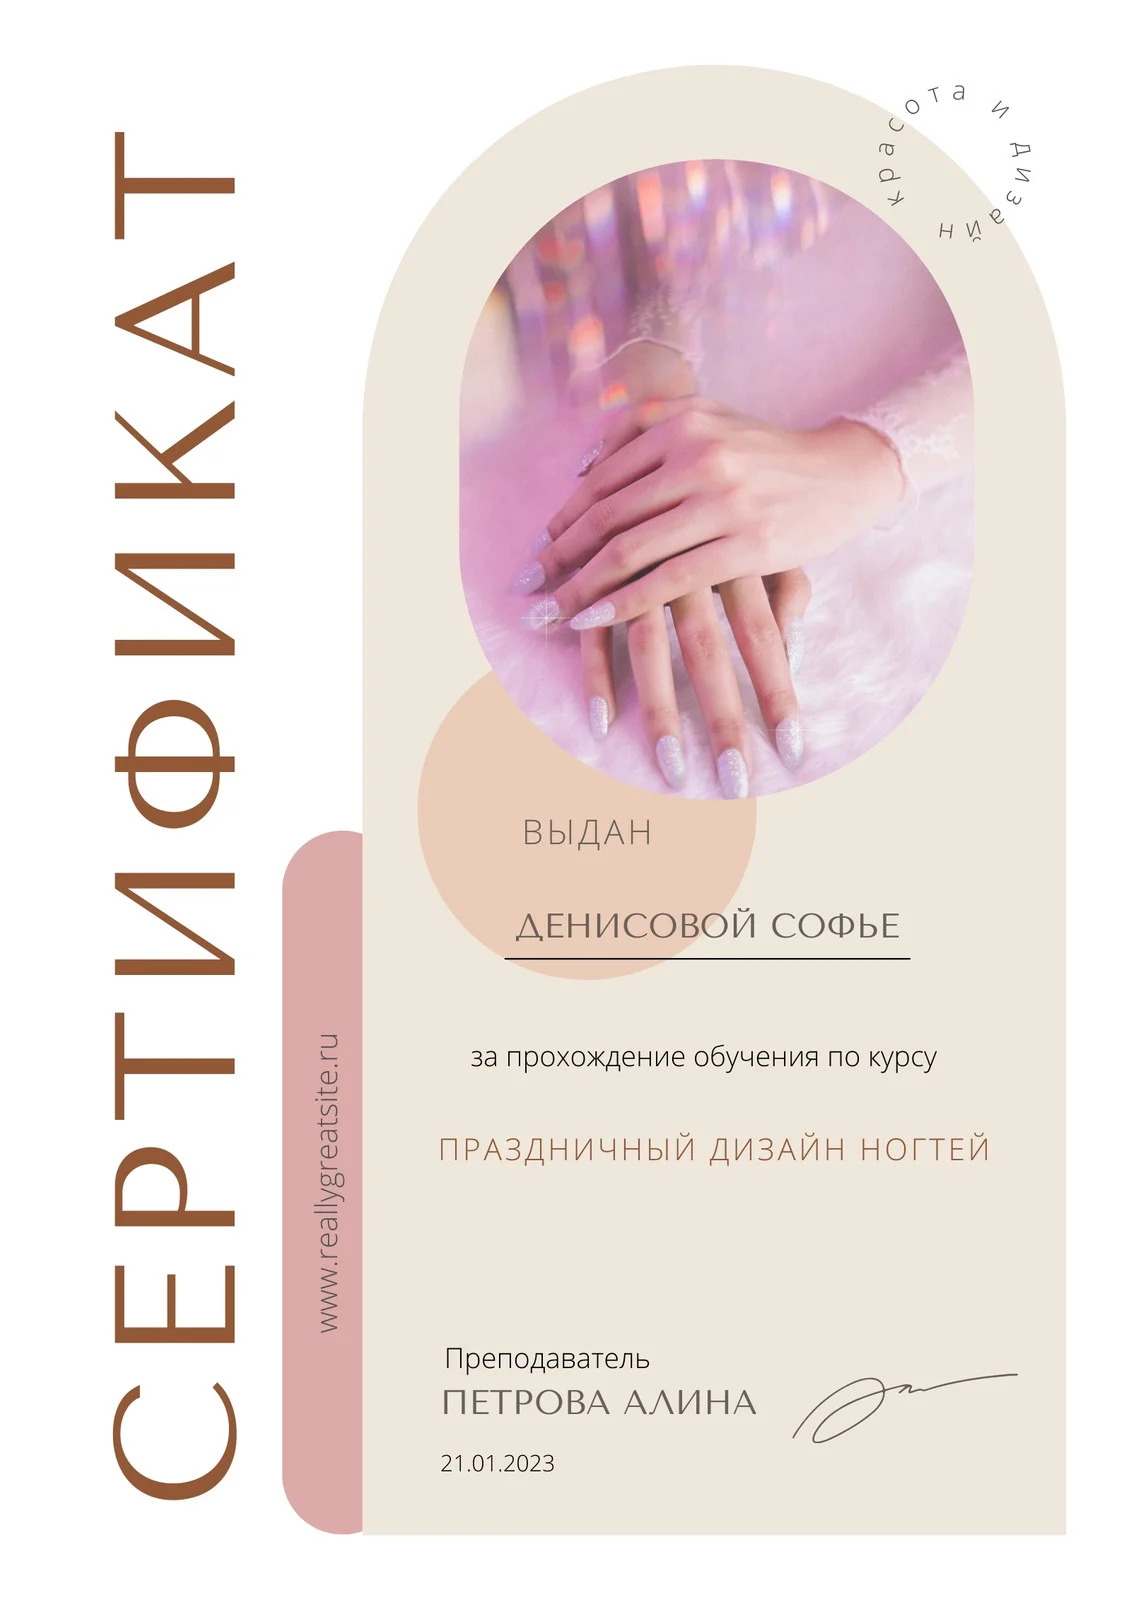 СЕРТИФИКАТ
красота и дизайн
ВЫДАН
ДЕНИСОВОЙ СОФЬЕ
за прохождение обучения по курсу
ПРАЗДНИЧНЫЙ ДИЗАЙН НОГТЕЙ
www.reallygreatsite.ru
Преподаватель
ПЕТРОВА АЛИНА
21.01.2023